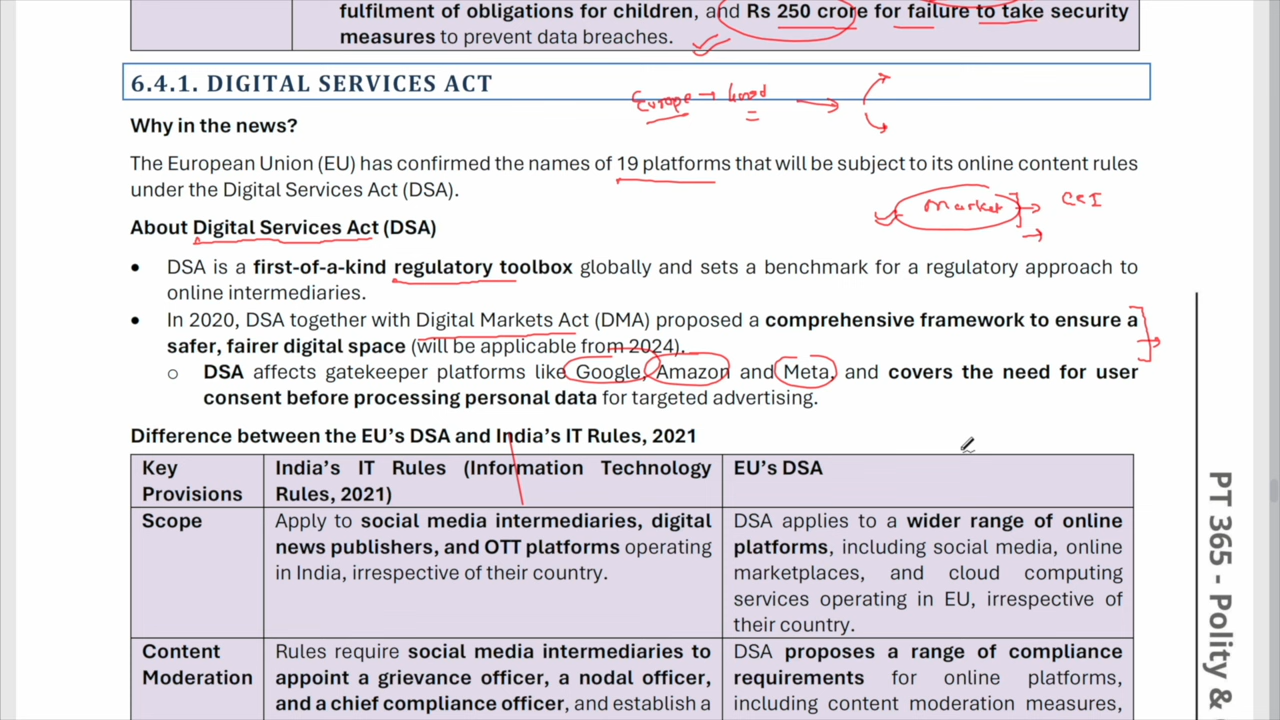 fulfilment of obligations for children, and Rs 250 crore for failure to take security
measures to prevent data breaches.
6.4.1. DIGITAL SERVICES ACT
Europe → Good
Why in the news?
The European Union (EU) has confirmed the names of 19 platforms that will be subject to its online content rules
under the Digital Services Act (DSA).
Market → CCI
About Digital Services Act (DSA)
• DSA is a first-of-a-kind regulatory toolbox globally and sets a benchmark for a regulatory approach to
online intermediaries.
• In 2020, DSA together with Digital Markets Act (DMA) proposed a comprehensive framework to ensure a
safer, fairer digital space (will be applicable from 2024).
o DSA affects gatekeeper platforms like Google, Amazon and Meta, and covers the need for user
consent before processing personal data for targeted advertising.
Difference between the EU's DSA and India's IT Rules, 2021
Key
Provisions
India's IT Rules (Information Technology
Rules, 2021)
EU's DSA
Scope
Apply to social media intermediaries, digital
news publishers, and OTT platforms operating
in India, irrespective of their country.
DSA applies to a wider range of online
platforms, including social media, online
marketplaces, and cloud computing
services operating in EU, irrespective of
their country.
Content
Moderation
Rules require social media intermediaries to
appoint a grievance officer, a nodal officer,
and a chief compliance officer, and establish a
DSA proposes a range of compliance
requirements for online platforms,
including content moderation measures,
PT 365 - Polity &